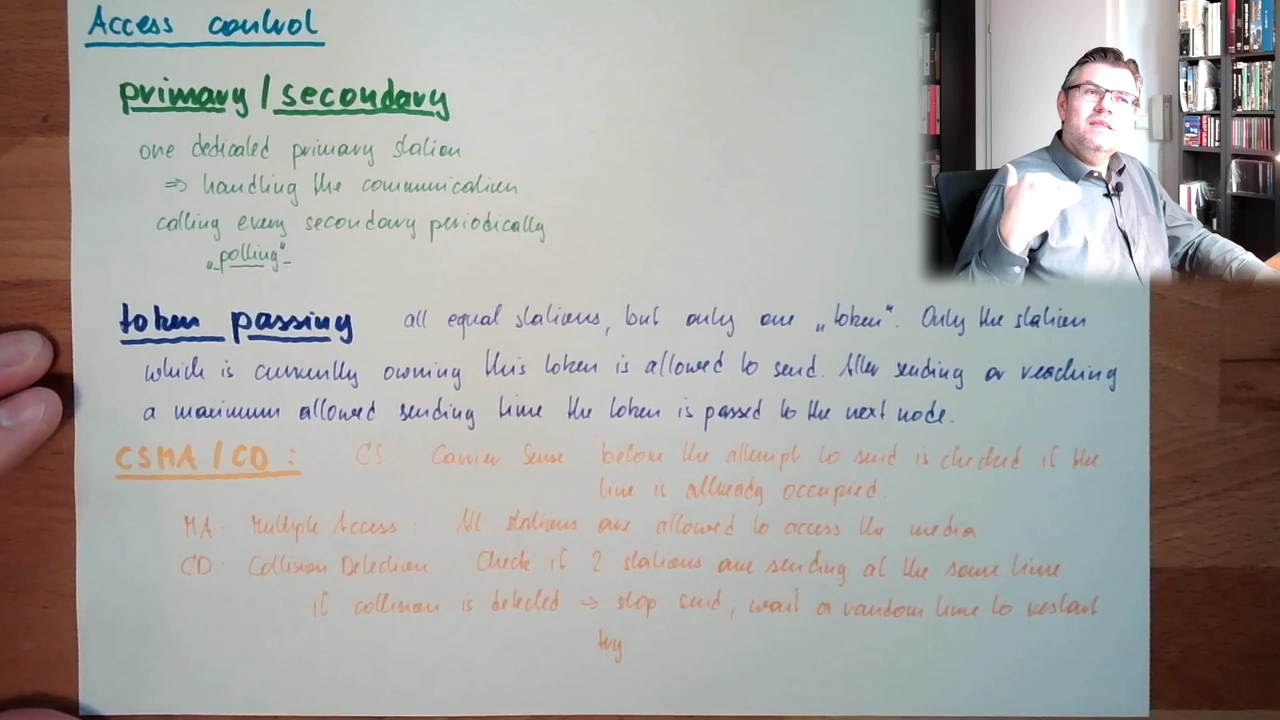 Access control
primary / secondary
one dedicated primary station
⇒ handling the communication
calling every secondary periodically
„polling"
token passing all equal stations, but only one „token". Only the station
which is currently owning this token is allowed to send. After sending or reaching
a maximum allowed sending time the token is passed to the next node.
CSMA / CD : CS. Carrier Sense before the attempt to send is checked if the
line is allready occupied.
MA. Multiple Access : All stations are allowed to access the media
CD. Collision Detection Check if 2 stations are sending at the same time
if collision is detected ⇒ stop send, wait a random time to restart
try